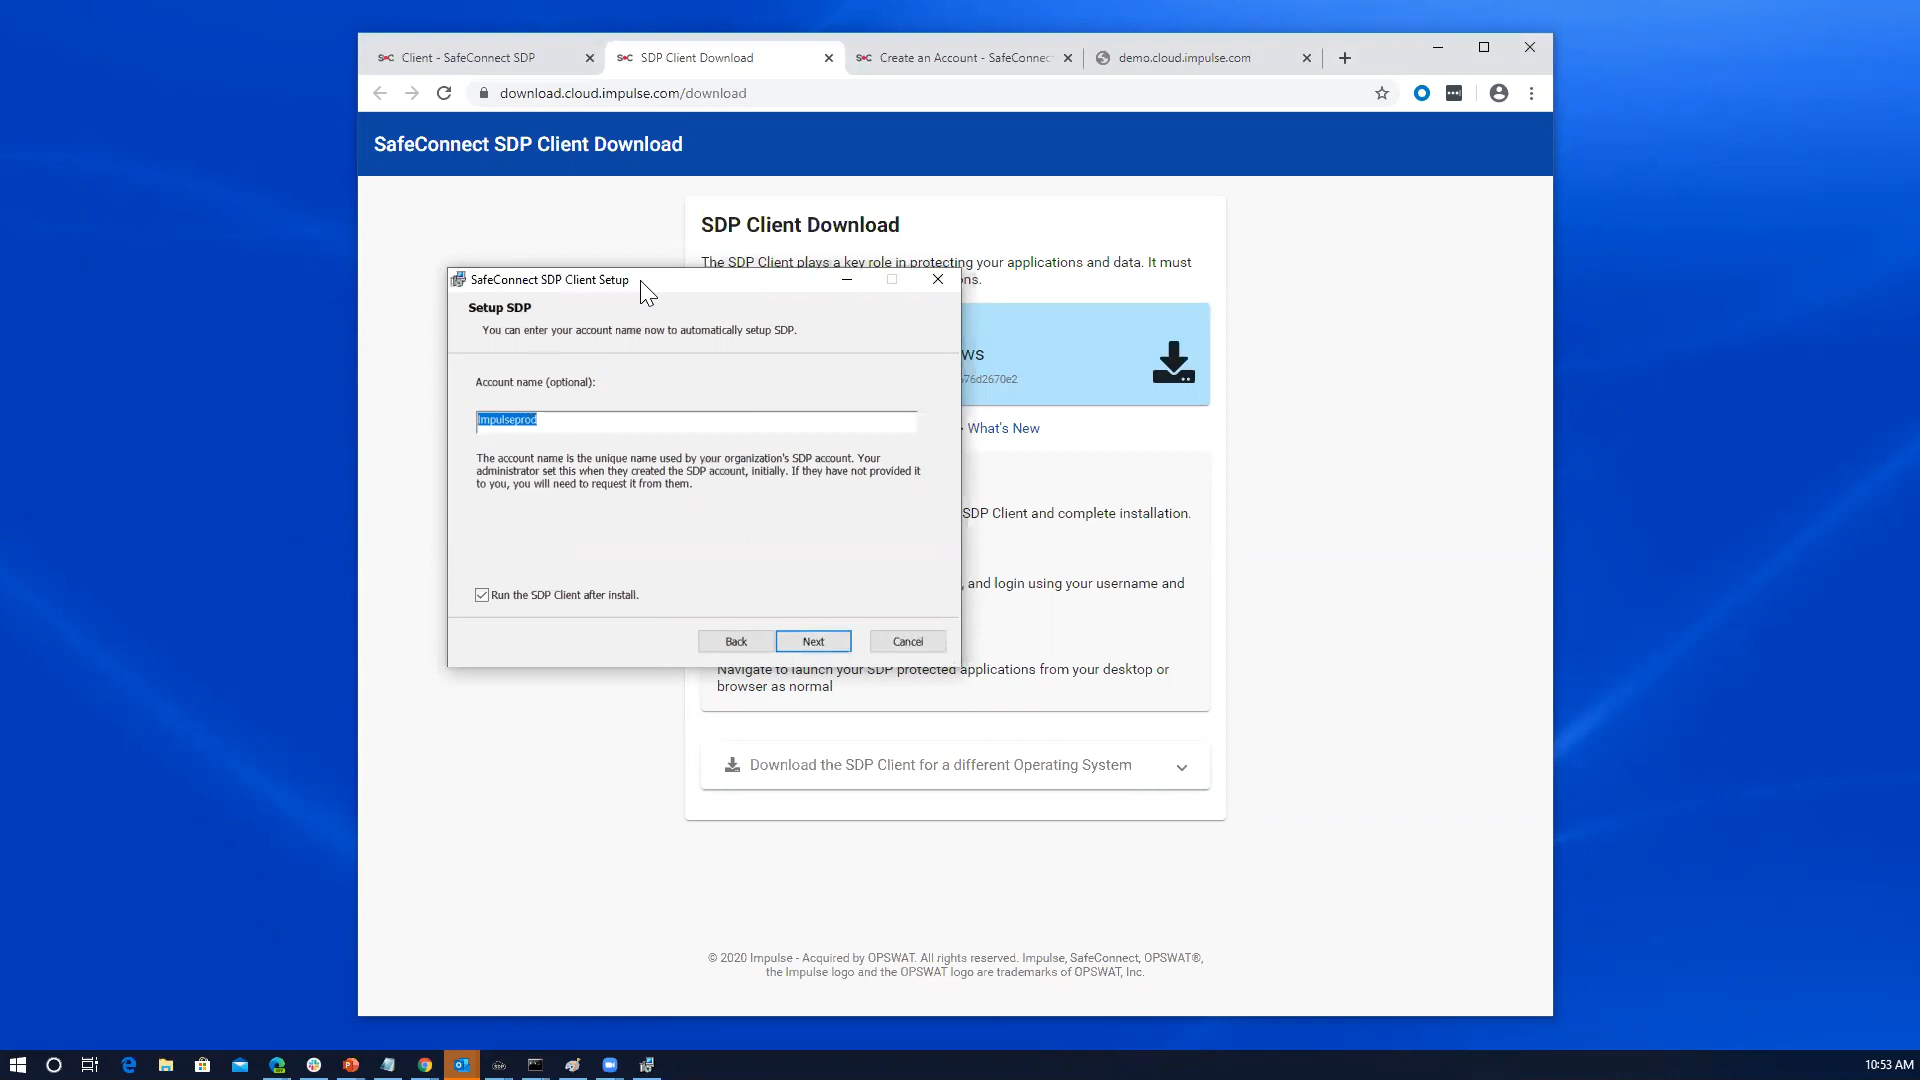 Client - SafeConnect SDP
SDP Client Download
Create an Account - SafeConnec
demo.cloud.impulse.com
download.cloud.impulse.com/download
SafeConnect SDP Client Download
SDP Client Download
The SDP Client plays a key role in protecting your applications and data. It must
ons.
ws
76d2670e2
What's New
SDP Client and complete installation.
, and login using your username and
Navigate to launch your SDP protected applications from your desktop or
browser as normal
Download the SDP Client for a different Operating System
SafeConnect SDP Client Setup
Setup SDP
You can enter your account name now to automatically setup SDP.
Account name (optional):
Impulseprod
The account name is the unique name used by your organization's SDP account. Your
administrator set this when they created the SDP account, initially. If they have not provided it
to you, you will need to request it from them.
Run the SDP Client after install.
Back
Next
Cancel
© 2020 Impulse - Acquired by OPSWAT. All rights reserved. Impulse, SafeConnect, OPSWAT®,
the Impulse logo and the OPSWAT logo are trademarks of OPSWAT, Inc.
10:53 AM